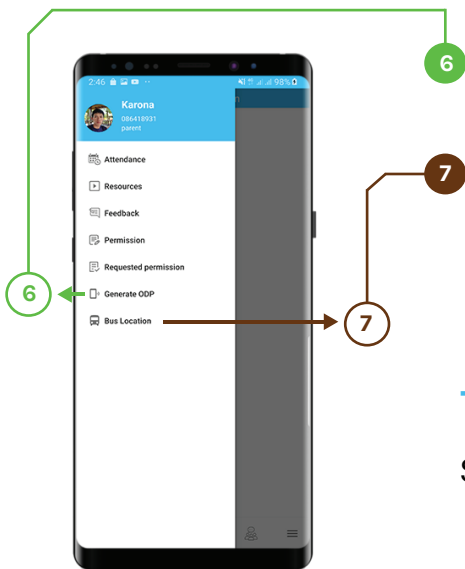 6
2:46 98%
Karona
086418931
parent
7
Attendance
Resources
Feedback
Permission
Requested permission
6 Generate ODP
Bus Location 7
S